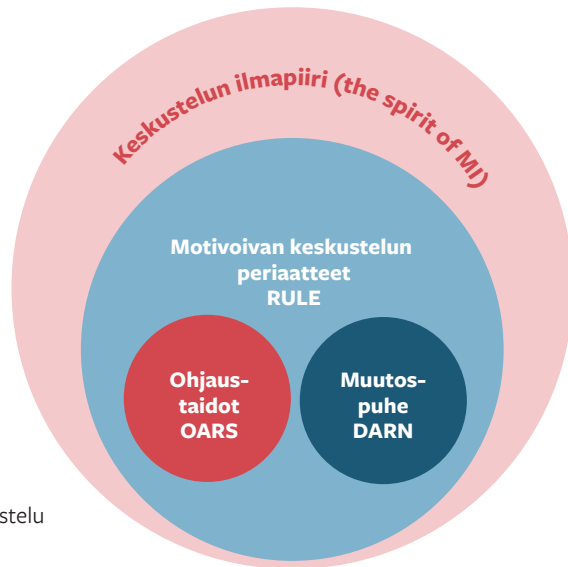 Keskustelun ilmapiiri (the spirit of MI)
Motivoivan keskustelun
periaatteet
RULE
Ohjaus-
taidot
OARS
Muutos-
puhe
DARN
stelu